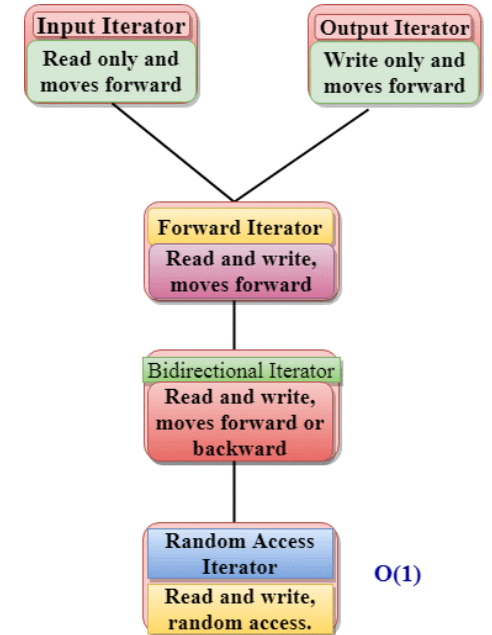 Input Iterator
Read only and
moves forward
Output Iterator
Write only and
moves forward
Forward Iterator
Read and write,
moves forward
Bidirectional Iterator
Read and write,
moves forward or
backward
Random Access
Iterator
Read and write,
random access.
O(1)